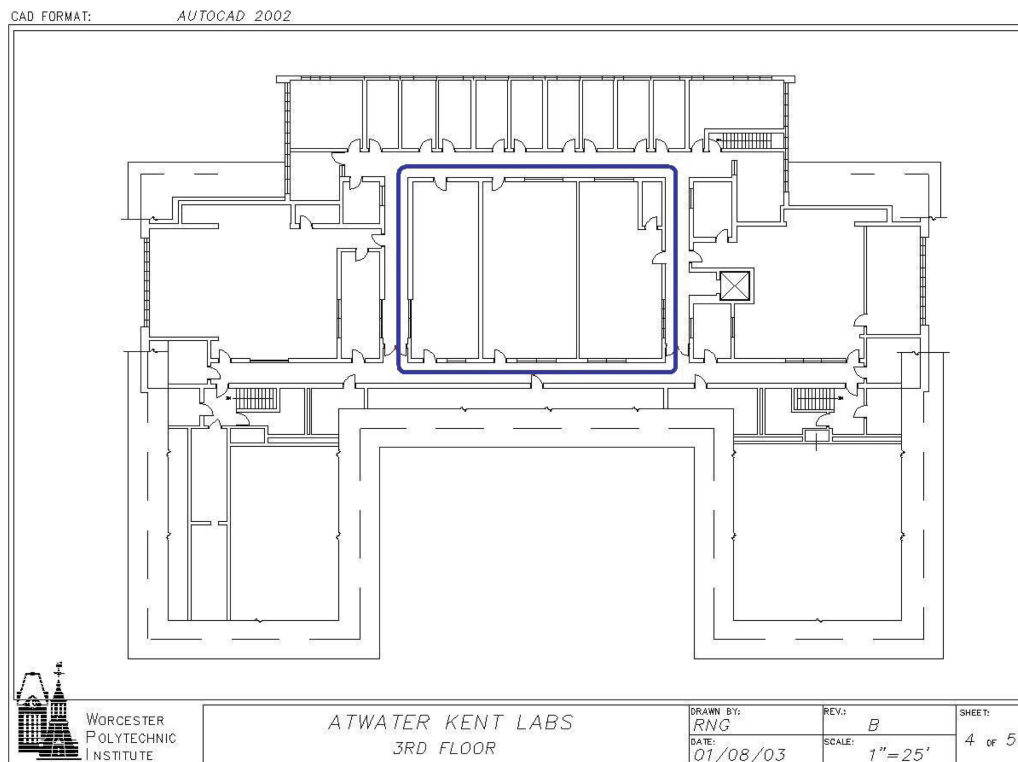 CAD FORMAT: AUTOCAD 2002
WORCESTER
POLYTECHNIC
INSTITUTE
ATWATER KENT LABS
3RD FLOOR
DRAWN BY:
RNG
DATE:
01/08/03
REV.:
B
SCALE:
1"=25'
SHEET:
4 OF 5